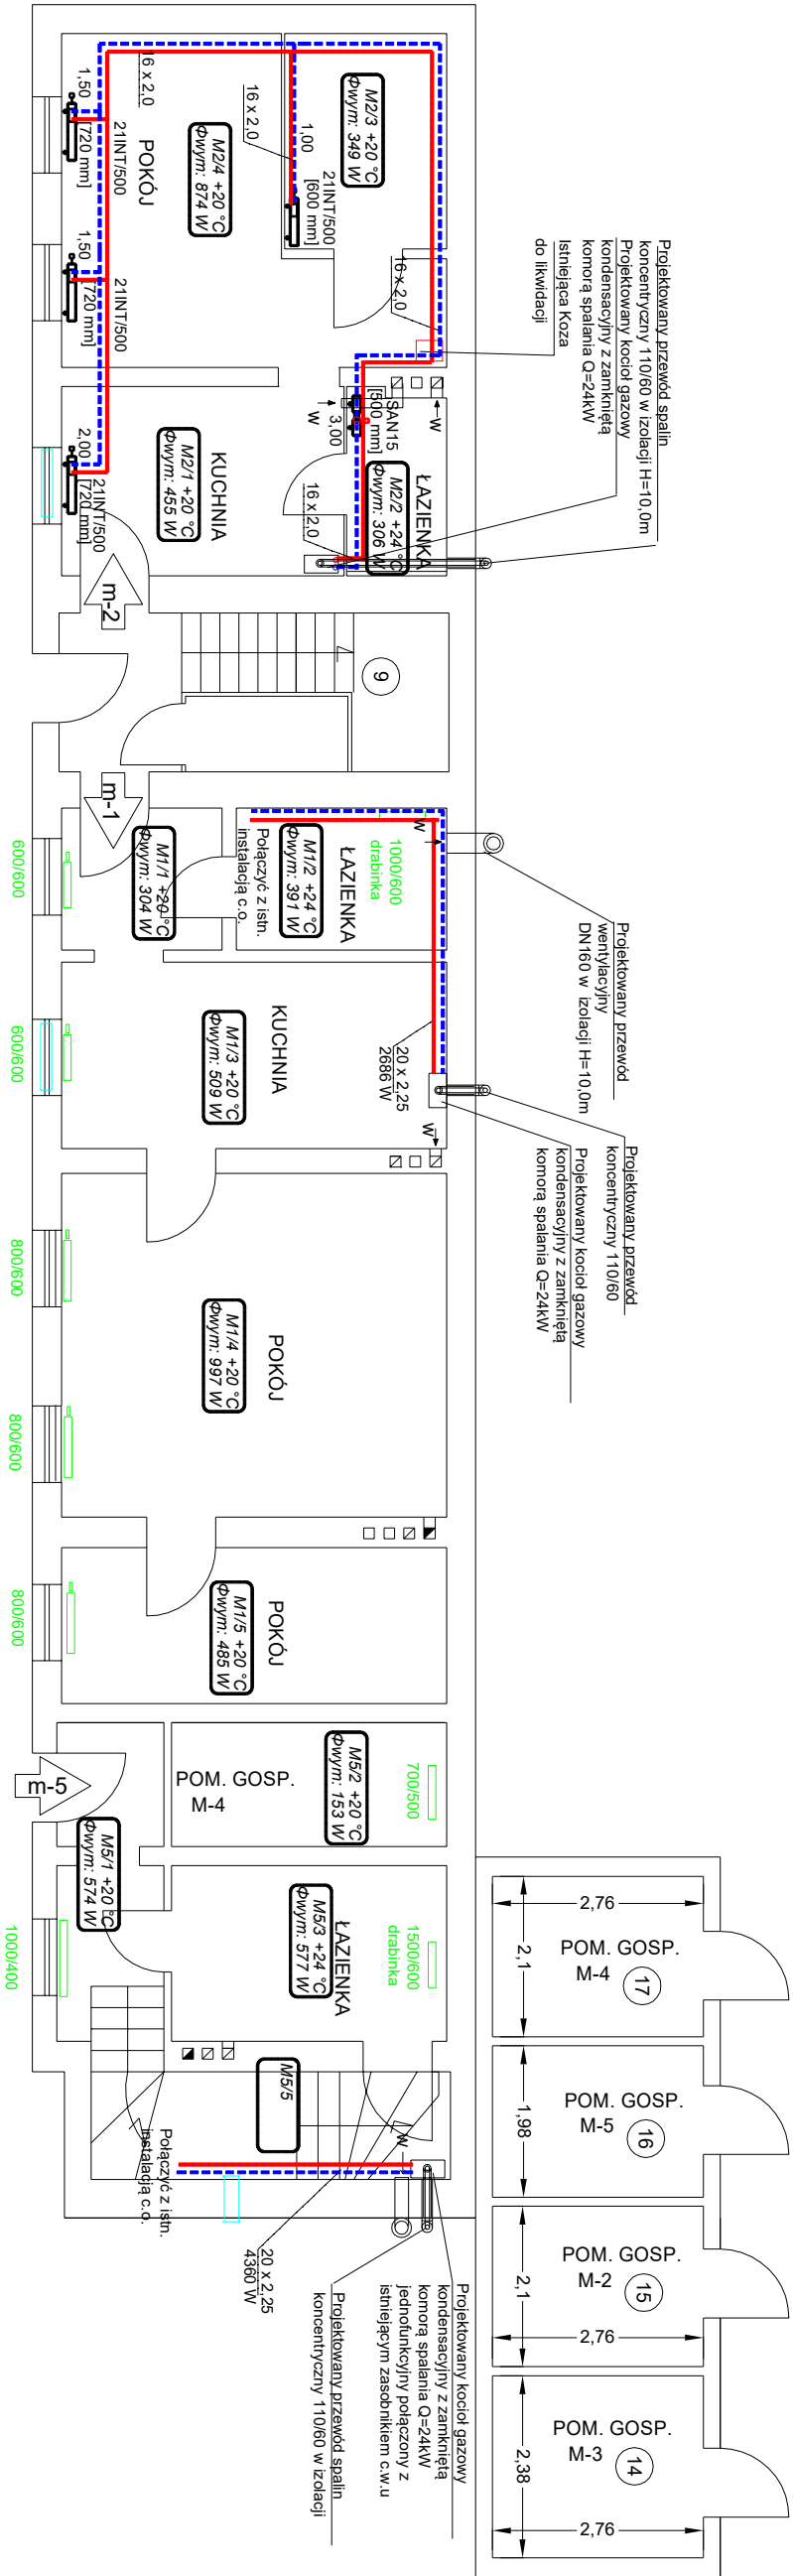 Projektowany przewód spalin
koncentryczny 110/60 w izolacji H=10,0m
Projektowany kocioł gazowy
kondensacyjny z zamkniętą
komorą spalania Q=24kW
Istniejąca Koza
do likwidacji
M2/3 +20 °C
Φwym: 349 W
16 x 2,0
16 x 2,0
1,00
21INT/500
[600 mm]
M2/4 +20 °C
Φwym: 874 W
POKÓJ
16 x 2,0
1,50
21INT/500
[720 mm]
1,50
21INT/500
[720 mm]
2,00
21INT/500
[720 mm]
W
W
SAN15
[500 mm]
3,00
16 x 2,0
ŁAZIENKA
M2/2 +24 °C
Φwym: 306 W
KUCHNIA
M2/1 +20 °C
Φwym: 455 W
m-2
9
m-1
Projektowany przewód
wentylacyjny
DN160 w izolacji H=10,0m
Projektowany przewód
koncentryczny 110/60
Projektowany kocioł gazowy
kondensacyjny z zamkniętą
komorą spalania Q=24kW
W
1000/600
drabinka
ŁAZIENKA
M1/2 +24 °C
Φwym: 391 W
Połączyć z istn.
instalacją c.o.
M1/1 +20 °C
Φwym: 304 W
600/600
20 x 2,25
2686 W
W
KUCHNIA
M1/3 +20 °C
Φwym: 509 W
600/600
POKÓJ
M1/4 +20 °C
Φwym: 997 W
800/600
800/600
POKÓJ
M1/5 +20 °C
Φwym: 485 W
800/600
m-5
POM. GOSP.
M-4
M5/2 +20 °C
Φwym: 153 W
700/500
M5/1 +20 °C
Φwym: 574 W
1000/400
1500/600
drabinka
ŁAZIENKA
M5/3 +24 °C
Φwym: 577 W
M5/5
W
Połączyć z istn.
instalacją c.o.
20 x 2,25
4360 W
Projektowany kocioł gazowy
kondensacyjny z zamkniętą
komorą spalania Q=24kW
jednofunkcyjny połączony z
istniejącym zasobnikiem c.w.u
Projektowany przewód spalin
koncentryczny 110/60 w izolacji
2,76
2,1
POM. GOSP.
M-4
17
1,98
POM. GOSP.
M-5
16
2,1
POM. GOSP.
M-2
15
2,76
2,38
POM. GOSP.
M-3
14
2,76